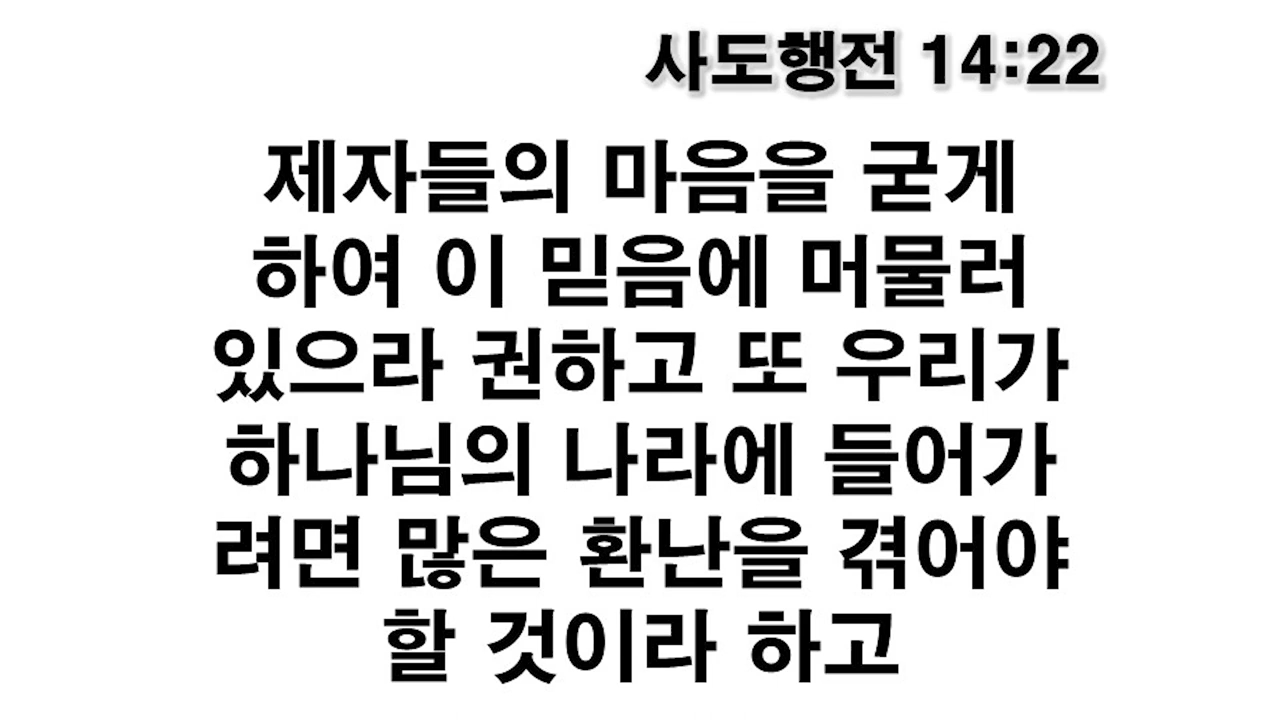 사도행전 14:22
제자들의 마음을 굳게
하여 이 믿음에 머물러
있으라 권하고 또 우리가
하나님의 나라에 들어가
려면 많은 환난을 겪어야
할 것이라 하고